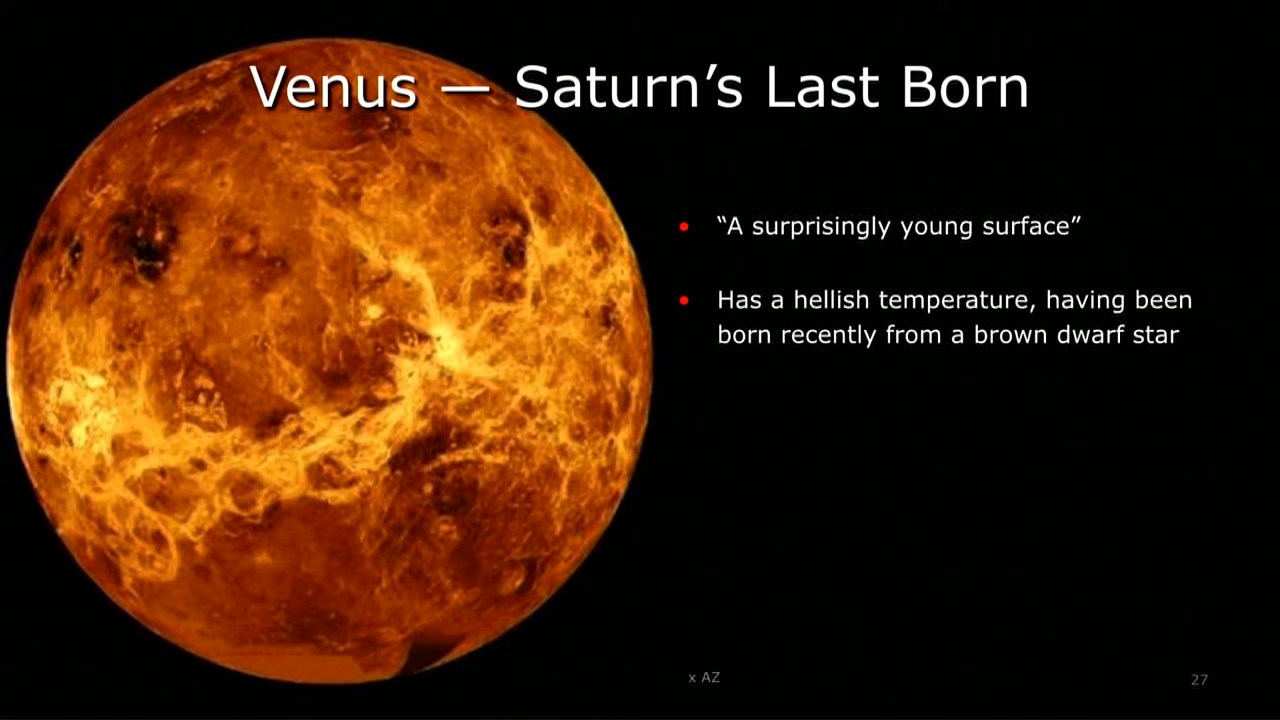 Venus — Saturn’s Last Born
• “A surprisingly young surface”
• Has a hellish temperature, having been
born recently from a brown dwarf star
x AZ
27